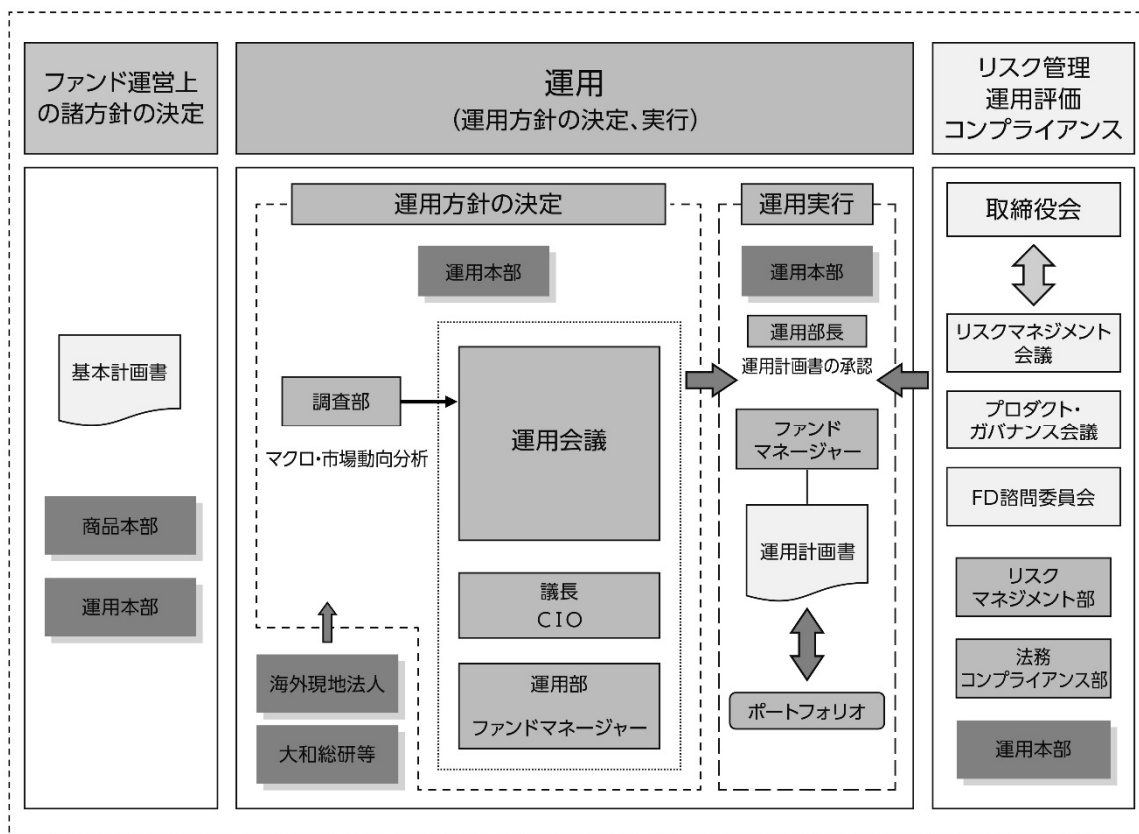 ファンド運営上
の諸方針の決定
基本計画書
商品本部
運用本部
運用
(運用方針の決定、実行)
運用方針の決定
運用本部
調査部
マクロ・市場動向分析
運用会議
議長
CIO
運用部
ファンドマネージャー
海外現地法人
大和総研等
運用実行
運用本部
運用部長
運用計画書の承認
ファンド
マネージャー
運用計画書
ポートフォリオ
リスク管理
運用評価
コンプライアンス
取締役会
リスクマネジメント
会議
プロダクト・
ガバナンス会議
FD諮問委員会
リスク
マネジメント部
法務
コンプライアンス部
運用本部